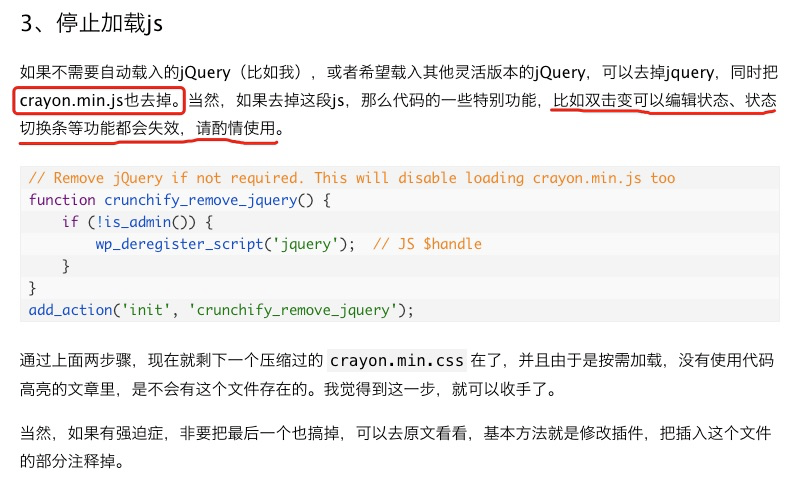 3、停止加载js
如果不需要自动载入的jQuery（比如我），或者希望载入其他灵活版本的jQuery，可以去掉jquery，同时把
crayon.min.js也去掉。当然，如果去掉这段js，那么代码的一些特别功能，比如双击变可以编辑状态、状态
切换条等功能都会失效，请酌情使用。
// Remove jQuery if not required. This will disable loading crayon.min.js too
function crunchify_remove_jquery() {
    if (!is_admin()) {
        wp_deregister_script('jquery');  // JS $handle
    }
}
add_action('init', 'crunchify_remove_jquery');
通过上面两步骤，现在就剩下一个压缩过的 crayon.min.css 在了，并且由于是按需加载，没有使用代码
高亮的文章里，是不会有这个文件存在的。我觉得到这一步，就可以收手了。
当然，如果有强迫症，非要把最后一个也搞掉，可以去原文看看，基本方法就是修改插件，把插入这个文件
的部分注释掉。